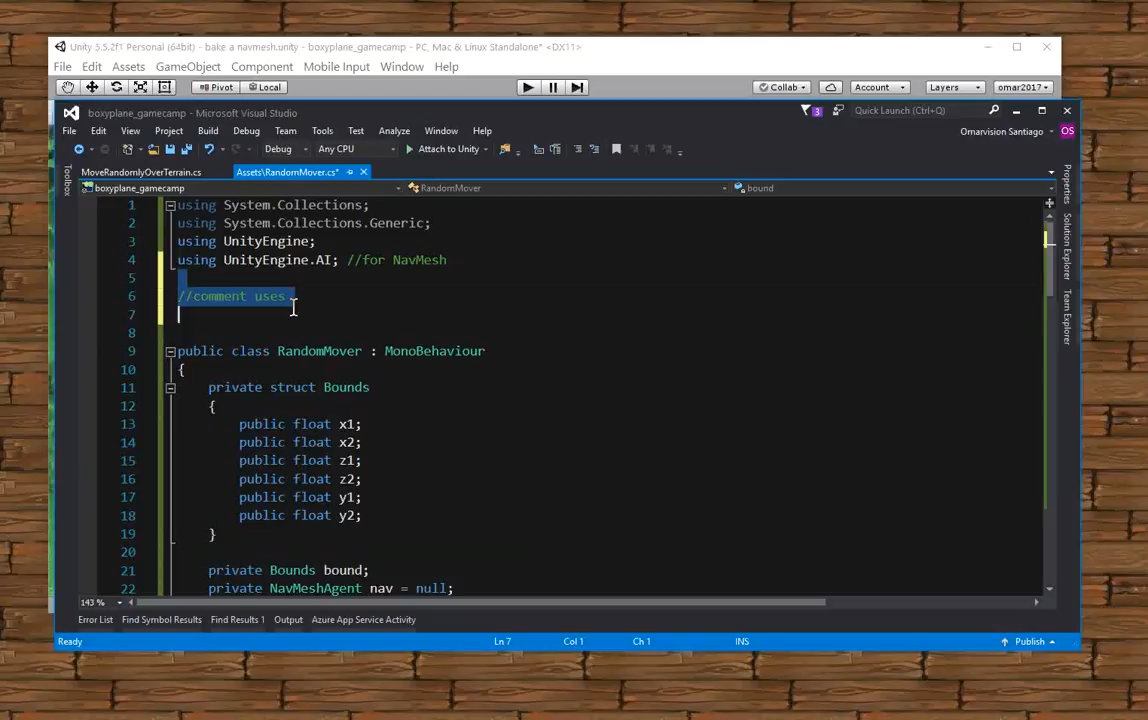 Unity 5.5.2f1 Personal (64bit) - bake a navmesh.unity - boxyplane_gamecamp - PC, Mac & Linux Standalone* <DX11>
File Edit Assets GameObject Component Mobile Input Window Help
Pivot Local Collab Account Layers omar2017
boxyplane_gamecamp - Microsoft Visual Studio 3 Quick Launch (Ctrl+Q)
File Edit View Project Build Debug Team Tools Test Analyze Window Help Omarvision Santiago OS
Debug Any CPU Attach to Unity
MoveRandomlyOverTerrain.cs Assets\RandomMover.cs*
boxyplane_gamecamp RandomMover bound
Toolbox
Properties
Solution Explorer
Team Explorer
1 using System.Collections;
2 using System.Collections.Generic;
3 using UnityEngine;
4 using UnityEngine.AI; //for NavMesh
5
6 //comment uses
7
8
9 public class RandomMover : MonoBehaviour
10 {
11 private struct Bounds
12 {
13 public float x1;
14 public float x2;
15 public float z1;
16 public float z2;
17 public float y1;
18 public float y2;
19 }
20
21 private Bounds bound;
22 private NavMeshAgent nav = null;
143 %
Error List Find Symbol Results Find Results 1 Output Azure App Service Activity
Ready Ln 7 Col 1 Ch 1 INS Publish